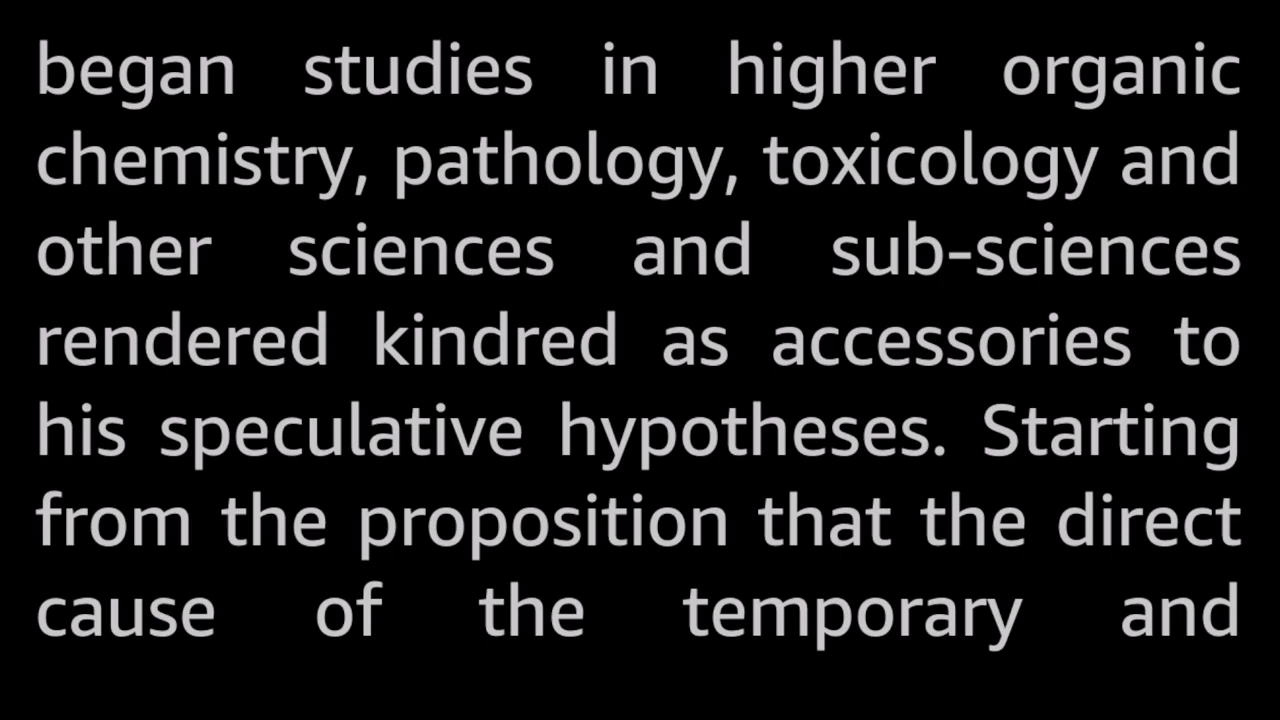 began studies in higher organic
chemistry, pathology, toxicology and
other sciences and sub-sciences
rendered kindred as accessories to
his speculative hypotheses. Starting
from the proposition that the direct
cause of the temporary and